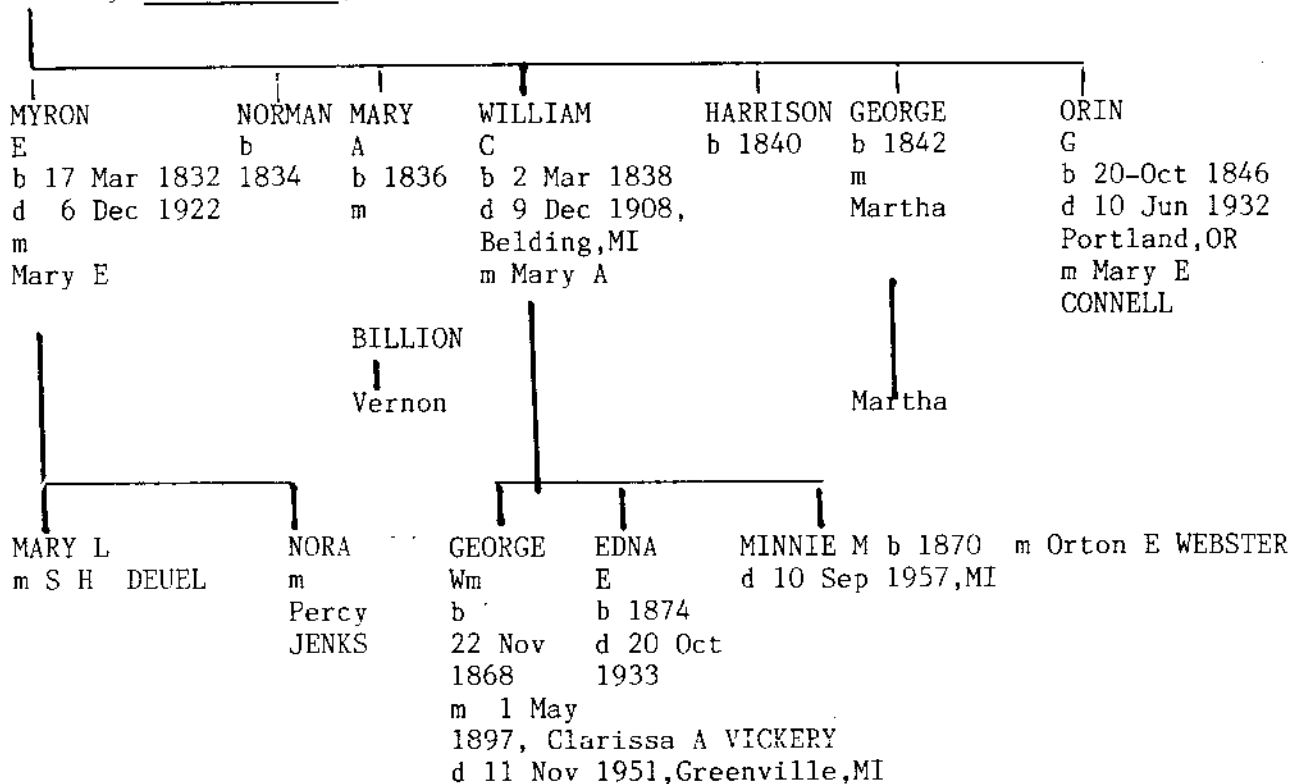 MYRON NORMAN MARY WILLIAM HARRISON GEORGE ORIN
E b A C b 1840 b 1842 G
b 17 Mar 1832 1834 b 1836 b 2 Mar 1838 m b 20-Oct 1846
d 6 Dec 1922 m d 9 Dec 1908, Martha d 10 Jun 1932
m Belding,MI Portland,OR
Mary E m Mary A m Mary E
CONNELL
BILLION
Vernon Martha
MARY L NORA GEORGE EDNA MINNIE M b 1870 m Orton E WEBSTER
m S H DEUEL m Wm E d 10 Sep 1957,MI
Percy b b 1874
JENKS 22 Nov d 20 Oct
1868 1933
m 1 May
1897, Clarissa A VICKERY
d 11 Nov 1951,Greenville,MI